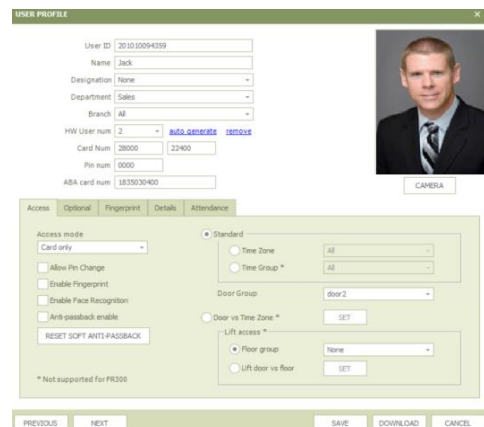 USER PROFILE
User ID 201010094359
Name Jack
Designation None
Department Sales
Branch All
HW User num 2 auto generate remove
Card Num 28000 22400
Pin num 0000
ABA card num 1835030400
CAMERA
Access Optional Fingerprint Details Attendance
Access mode
Card only
Allow Pin Change
Enable Fingerprint
Enable Face Recognition
Anti-passback enable
RESET SOFT ANTI-PASSBACK
* Not supported for FR300
Standard
Time Zone All
Time Group * All
Door Group door2
Door vs Time Zone * SET
Lift access *
Floor group None
Lift door vs floor SET
PREVIOUS NEXT SAVE DOWNLOAD CANCEL